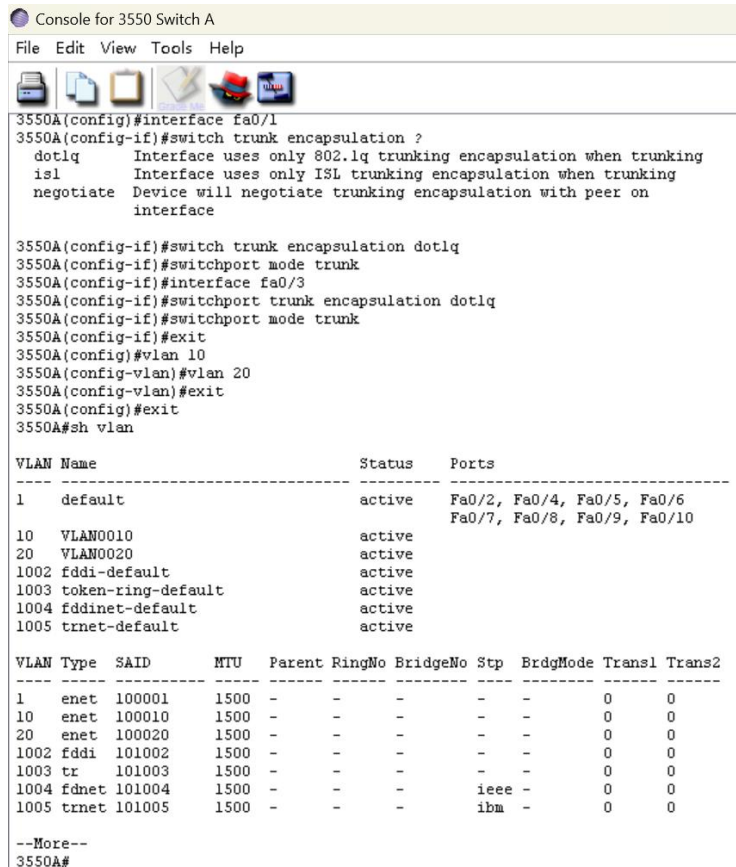 Console for 3550 Switch A
File Edit View Tools Help
Grade Me
3550A(config)#interface fa0/1
3550A(config-if)#switch trunk encapsulation ?
  dot1q      Interface uses only 802.1q trunking encapsulation when trunking
  isl        Interface uses only ISL trunking encapsulation when trunking
  negotiate  Device will negotiate trunking encapsulation with peer on
             interface
3550A(config-if)#switch trunk encapsulation dot1q
3550A(config-if)#switchport mode trunk
3550A(config-if)#interface fa0/3
3550A(config-if)#switchport trunk encapsulation dot1q
3550A(config-if)#switchport mode trunk
3550A(config-if)#exit
3550A(config)#vlan 10
3550A(config-vlan)#vlan 20
3550A(config-vlan)#exit
3550A(config)#exit
3550A#sh vlan
VLAN Name                             Status    Ports
---- -------------------------------- --------- -------------------------------
1    default                          active    Fa0/2, Fa0/4, Fa0/5, Fa0/6
                                                Fa0/7, Fa0/8, Fa0/9, Fa0/10
10   VLAN0010                         active
20   VLAN0020                         active
1002 fddi-default                     active
1003 token-ring-default               active
1004 fddinet-default                  active
1005 trnet-default                    active
VLAN Type  SAID       MTU   Parent RingNo BridgeNo Stp  BrdgMode Trans1 Trans2
---- ----- ---------- ----- ------ ------ -------- ---- -------- ------ ------
1    enet  100001     1500  -      -      -        -    -        0      0
10   enet  100010     1500  -      -      -        -    -        0      0
20   enet  100020     1500  -      -      -        -    -        0      0
1002 fddi  101002     1500  -      -      -        -    -        0      0
1003 tr    101003     1500  -      -      -        -    -        0      0
1004 fdnet 101004     1500  -      -      -        ieee -        0      0
1005 trnet 101005     1500  -      -      -        ibm  -        0      0
--More--
3550A#